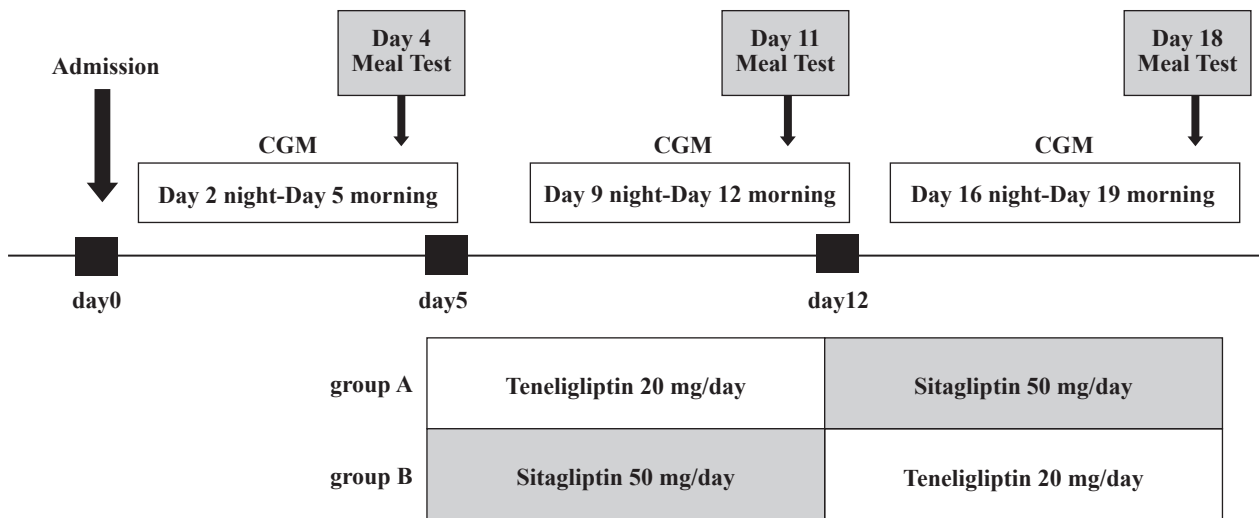 Admission
Day 4
Meal Test
Day 11
Meal Test
Day 18
Meal Test
CGM
CGM
CGM
Day 2 night-Day 5 morning
Day 9 night-Day 12 morning
Day 16 night-Day 19 morning
day0
day5
day12
group A
Teneligliptin 20 mg/day
Sitagliptin 50 mg/day
group B
Sitagliptin 50 mg/day
Teneligliptin 20 mg/day